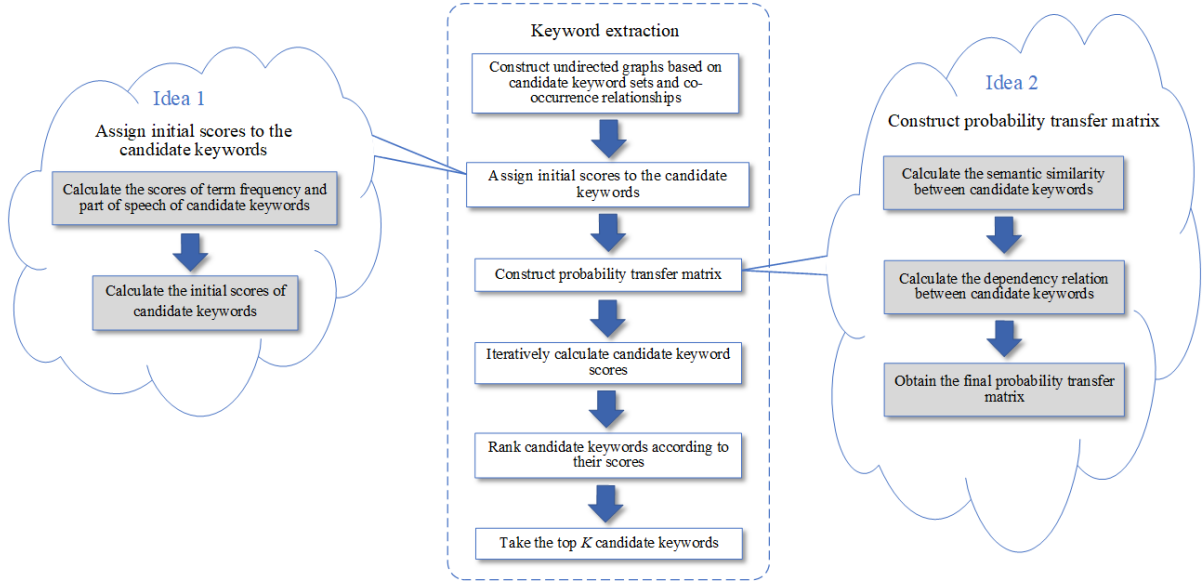 Idea 1
Assign initial scores to the
candidate keywords
Calculate the scores of term frequency and
part of speech of candidate keywords
Calculate the initial scores of
candidate keywords
Keyword extraction
Construct undirected graphs based on
candidate keyword sets and co-
occurrence relationships
Assign initial scores to the candidate
keywords
Construct probability transfer matrix
Iteratively calculate candidate keyword
scores
Rank candidate keywords according to
their scores
Take the top K candidate keywords
Idea 2
Construct probability transfer matrix
Calculate the semantic similarity
between candidate keywords
Calculate the dependency relation
between candidate keywords
Obtain the final probability transfer
matrix